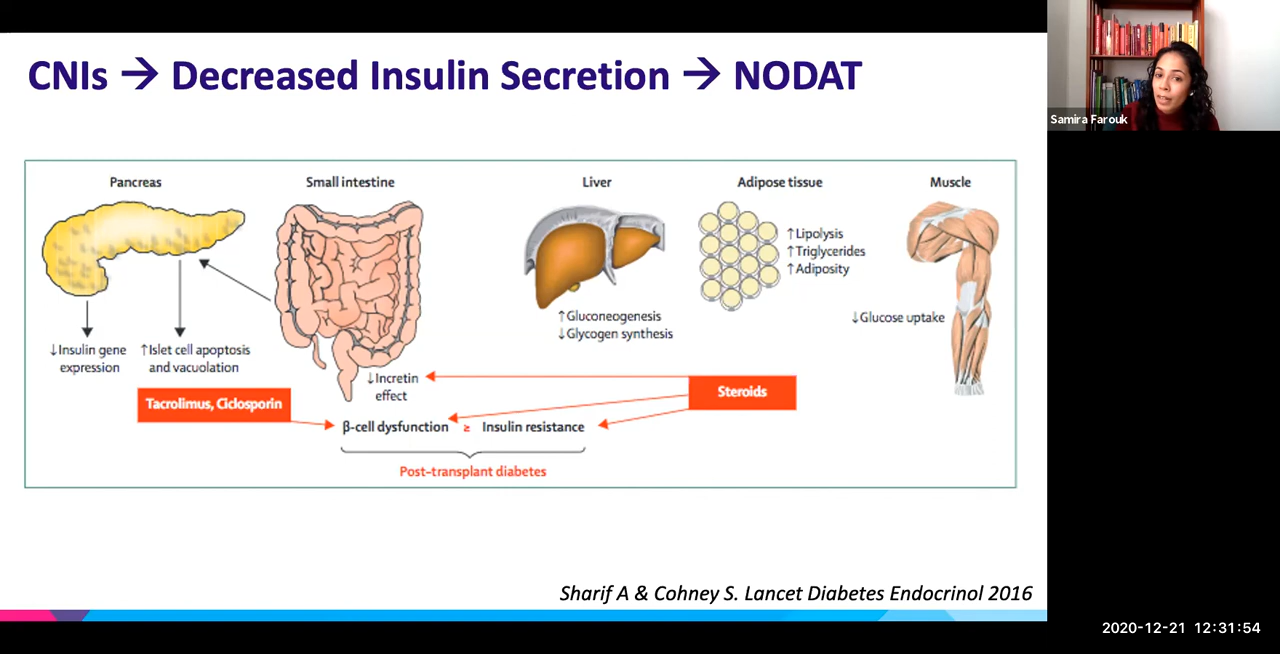 CNIs → Decreased Insulin Secretion → NODAT
Samira Farouk
Pancreas
Small intestine
Liver
Adipose tissue
Muscle
↑Lipolysis
↑Triglycerides
↑Adiposity
↑Gluconeogenesis
↓Glycogen synthesis
↓Glucose uptake
↓Insulin gene
expression
↑Islet cell apoptosis
and vacuolation
↓Incretin
effect
Tacrolimus, Ciclosporin
Steroids
β-cell dysfunction ≥ Insulin resistance
Post-transplant diabetes
Sharif A & Cohney S. Lancet Diabetes Endocrinol 2016
2020-12-21 12:31:54